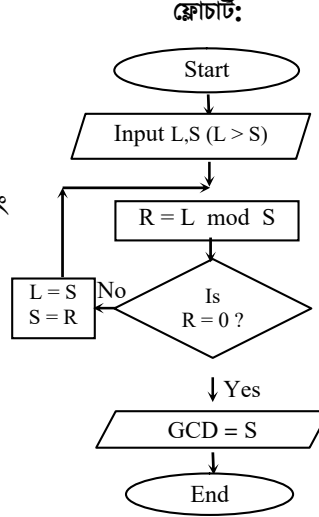 ফ্লোচার্ট:
Start
Input L,S (L > S)
R = L mod S
Is
R = 0 ?
No
L = S
S = R
Yes
GCD = S
End